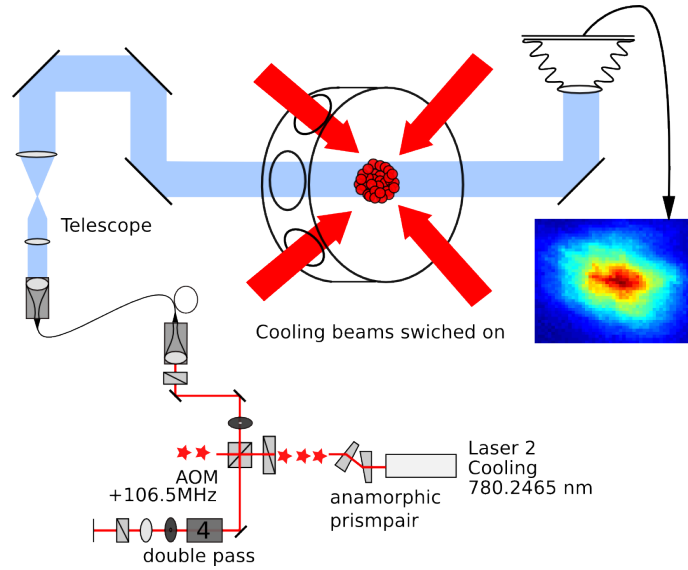 Telescope
Cooling beams swiched on
Laser 2
Cooling
780.2465 nm
anamorphic
prismpair
AOM
+106.5MHz
4
double pass